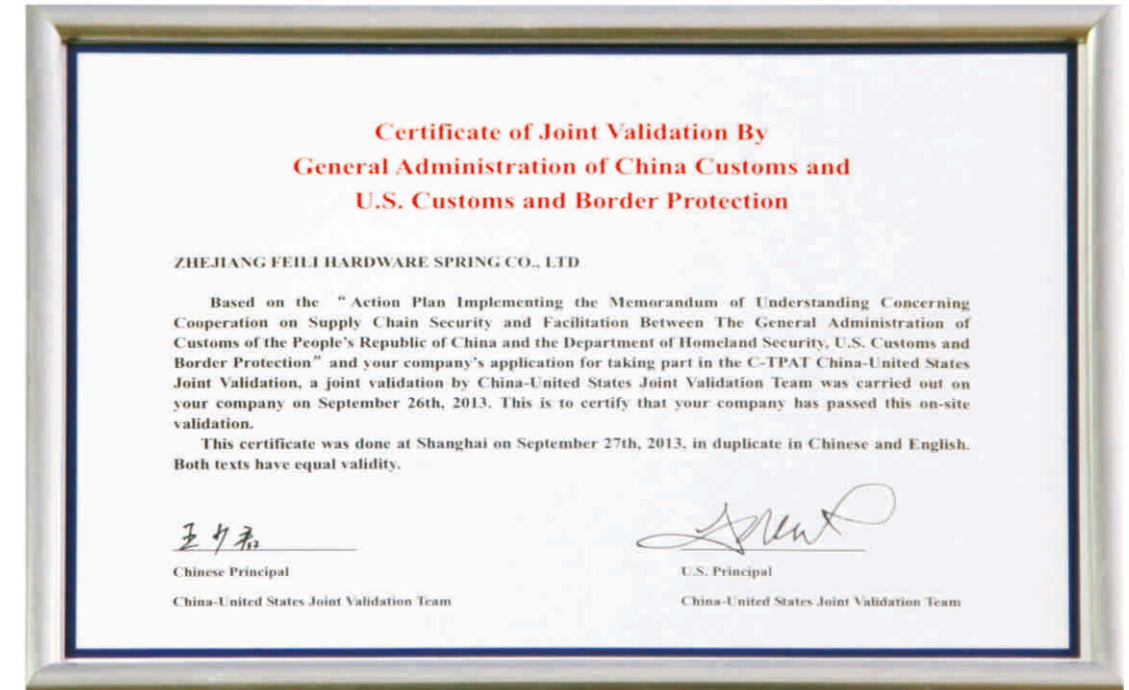 Certificate of Joint Validation By
General Administration of China Customs and
U.S. Customs and Border Protection
ZHEJIANG FEILI HARDWARE SPRING CO., LTD
Based on the “Action Plan Implementing the Memorandum of Understanding Concerning
Cooperation on Supply Chain Security and Facilitation Between The General Administration of
Customs of the People's Republic of China and the Department of Homeland Security, U.S. Customs and
Border Protection” and your company's application for taking part in the C-TPAT China-United States
Joint Validation, a joint validation by China-United States Joint Validation Team was carried out on
your company on September 26th, 2013. This is to certify that your company has passed this on-site
validation.
This certificate was done at Shanghai on September 27th, 2013, in duplicate in Chinese and English.
Both texts have equal validity.
Chinese Principal
U.S. Principal
China-United States Joint Validation Team
China-United States Joint Validation Team